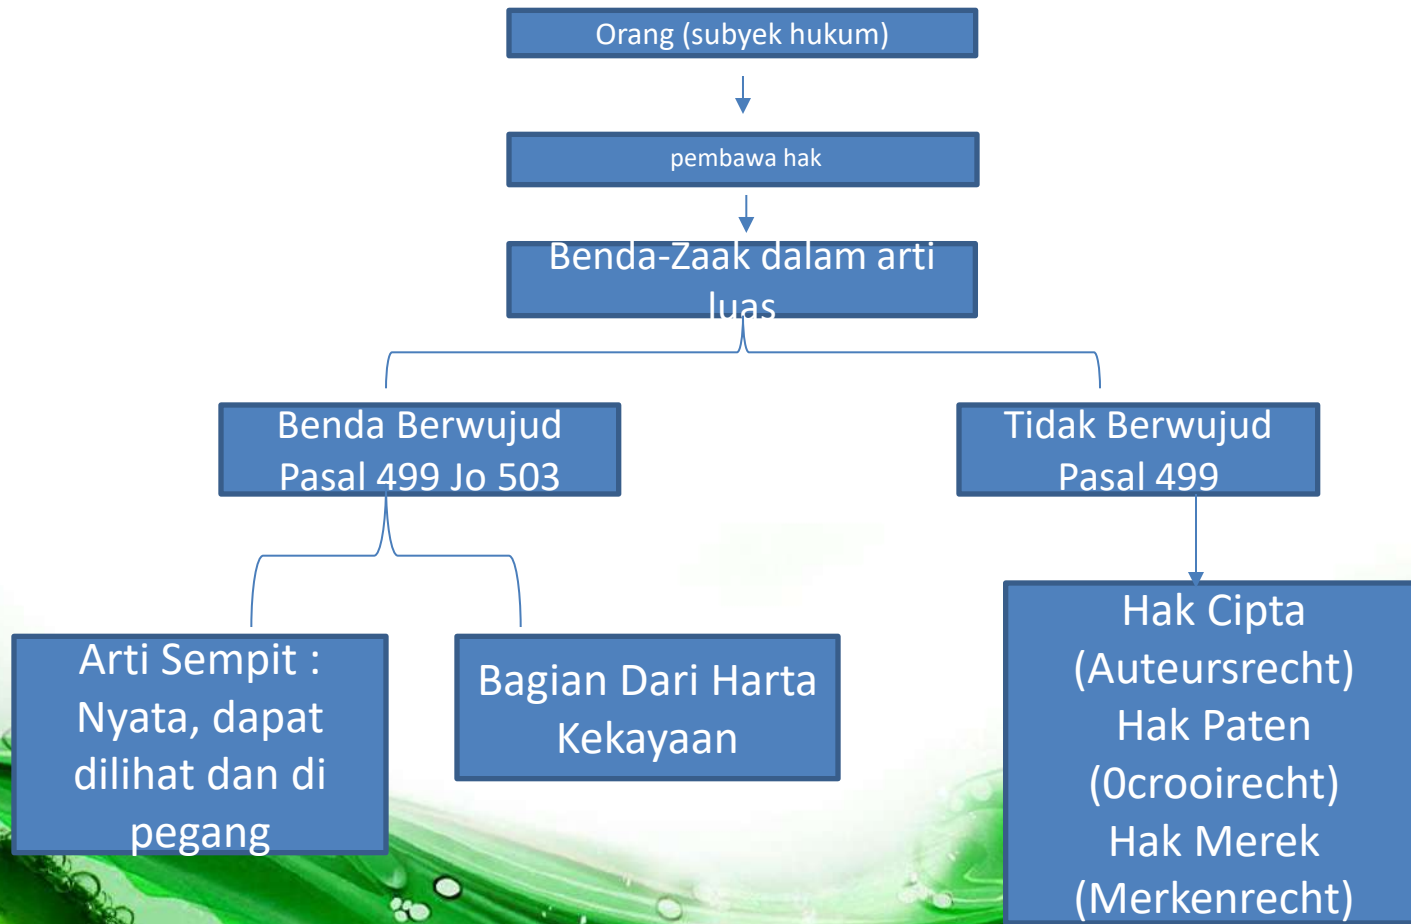 Orang (subyek hukum)
pembawa hak
Benda-Zaak dalam arti
luas
Benda Berwujud
Pasal 499 Jo 503
Tidak Berwujud
Pasal 499
Arti Sempit :
Nyata, dapat
dilihat dan di
pegang
Bagian Dari Harta
Kekayaan
Hak Cipta
(Auteursrecht)
Hak Paten
(0crooirecht)
Hak Merek
(Merkenrecht)